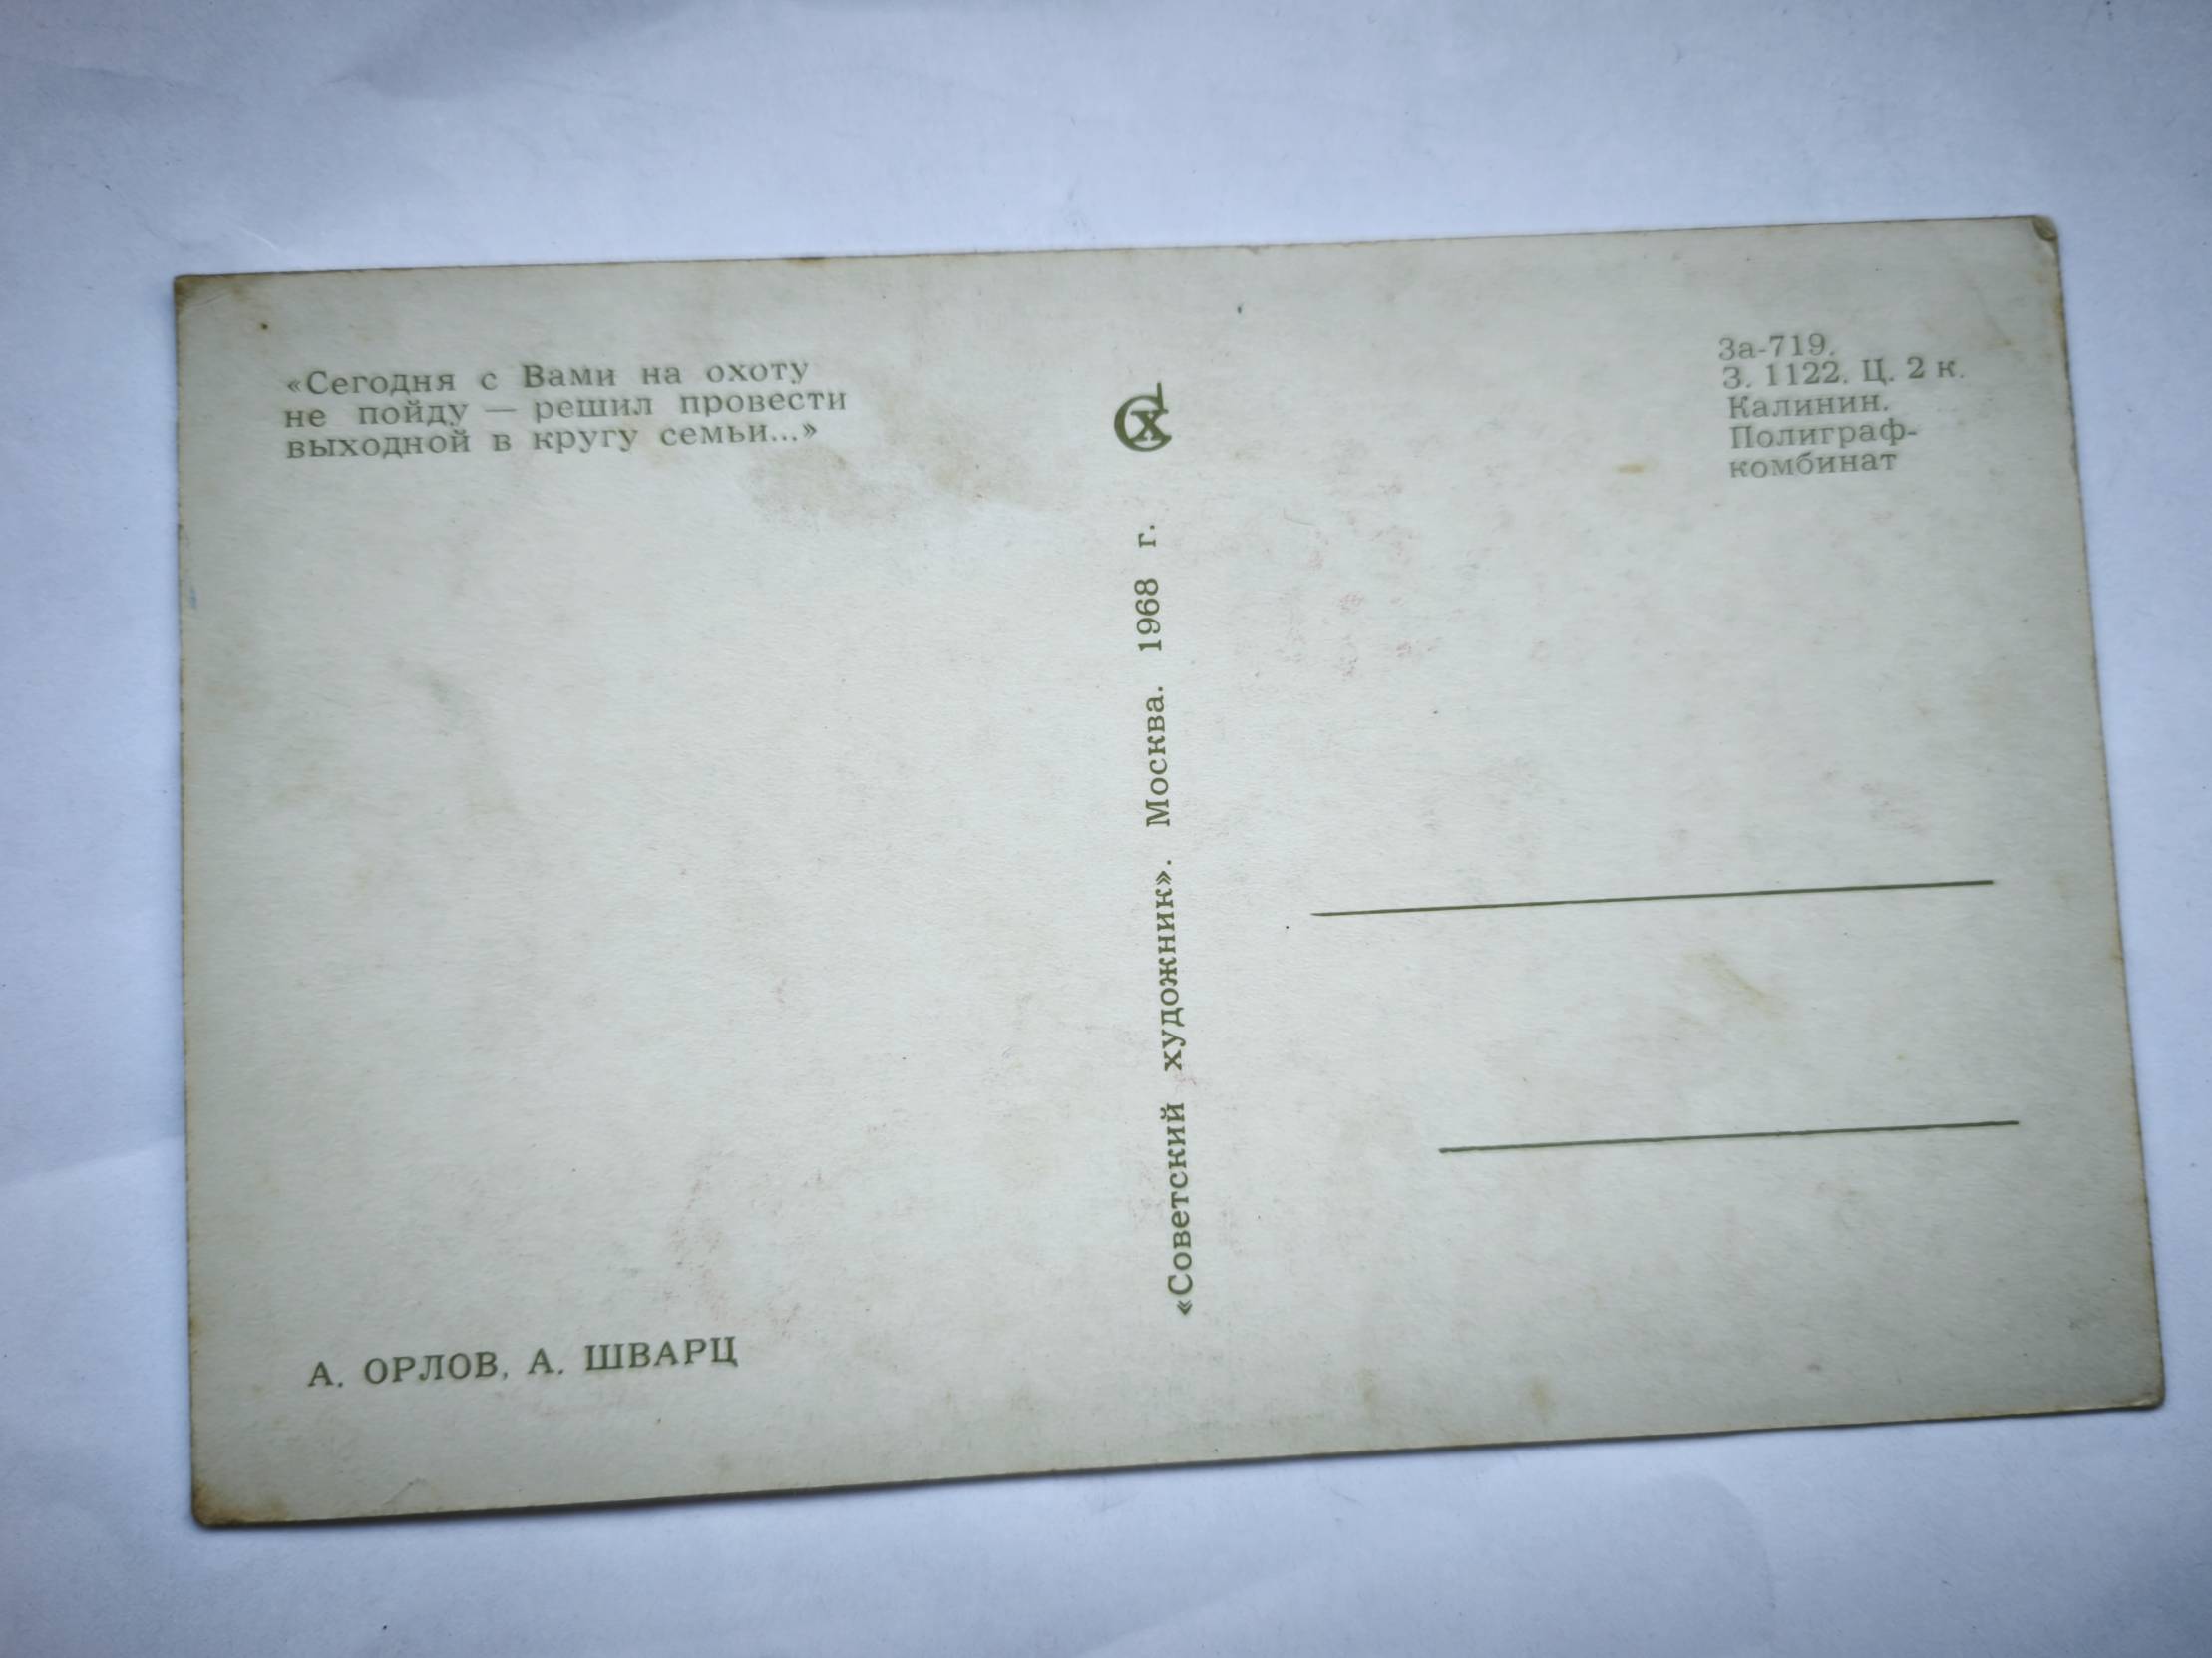 «Сегодня с Вами на охоту
не пойду — решил провести
выходной в кругу семьи...»
А. ОРЛОВ, А. ШВАРЦ
СХ
«Советский художник». Москва. 1968 г.
3а-719.
З. 1122. Ц. 2 к.
Калинин.
Полиграф-
комбинат